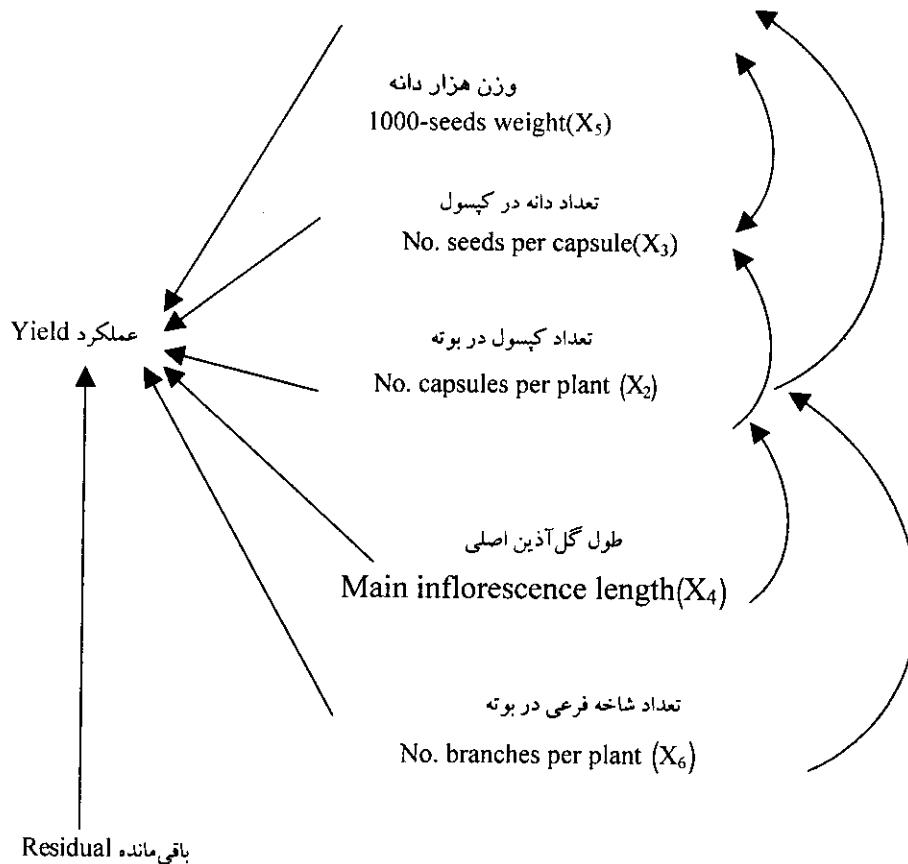 وزن هزار دانه
1000-seeds weight(X₅)
تعداد دانه در کپسول
No. seeds per capsule(X₃)
عملکرد Yield
تعداد کپسول در بوته
No. capsules per plant (X₂)
طول گل‌آذین اصلی
Main inflorescence length(X₄)
تعداد شاخه فرعی در بوته
No. branches per plant (X₆)
باقی‌مانده Residual